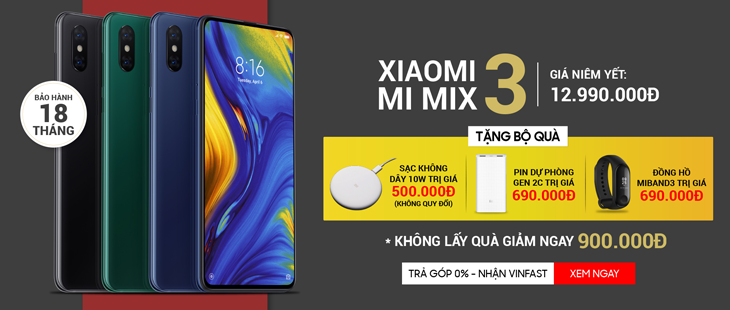 BẢO HÀNH
18
THÁNG
8:16
XIAOMI
MI MIX 3
GIÁ NIÊM YẾT:
12.990.000Đ
TẶNG BỘ QUÀ
SẠC KHÔNG
DÂY 10W TRỊ GIÁ
500.000Đ
(KHÔNG QUY ĐỔI)
PIN DỰ PHÒNG
GEN 2C TRỊ GIÁ
690.000Đ
ĐỒNG HỒ
MIBAND3 TRỊ GIÁ
690.000Đ
* KHÔNG LẤY QUÀ GIẢM NGAY 900.000Đ
TRẢ GÓP 0% - NHẬN VINFAST
XEM NGAY